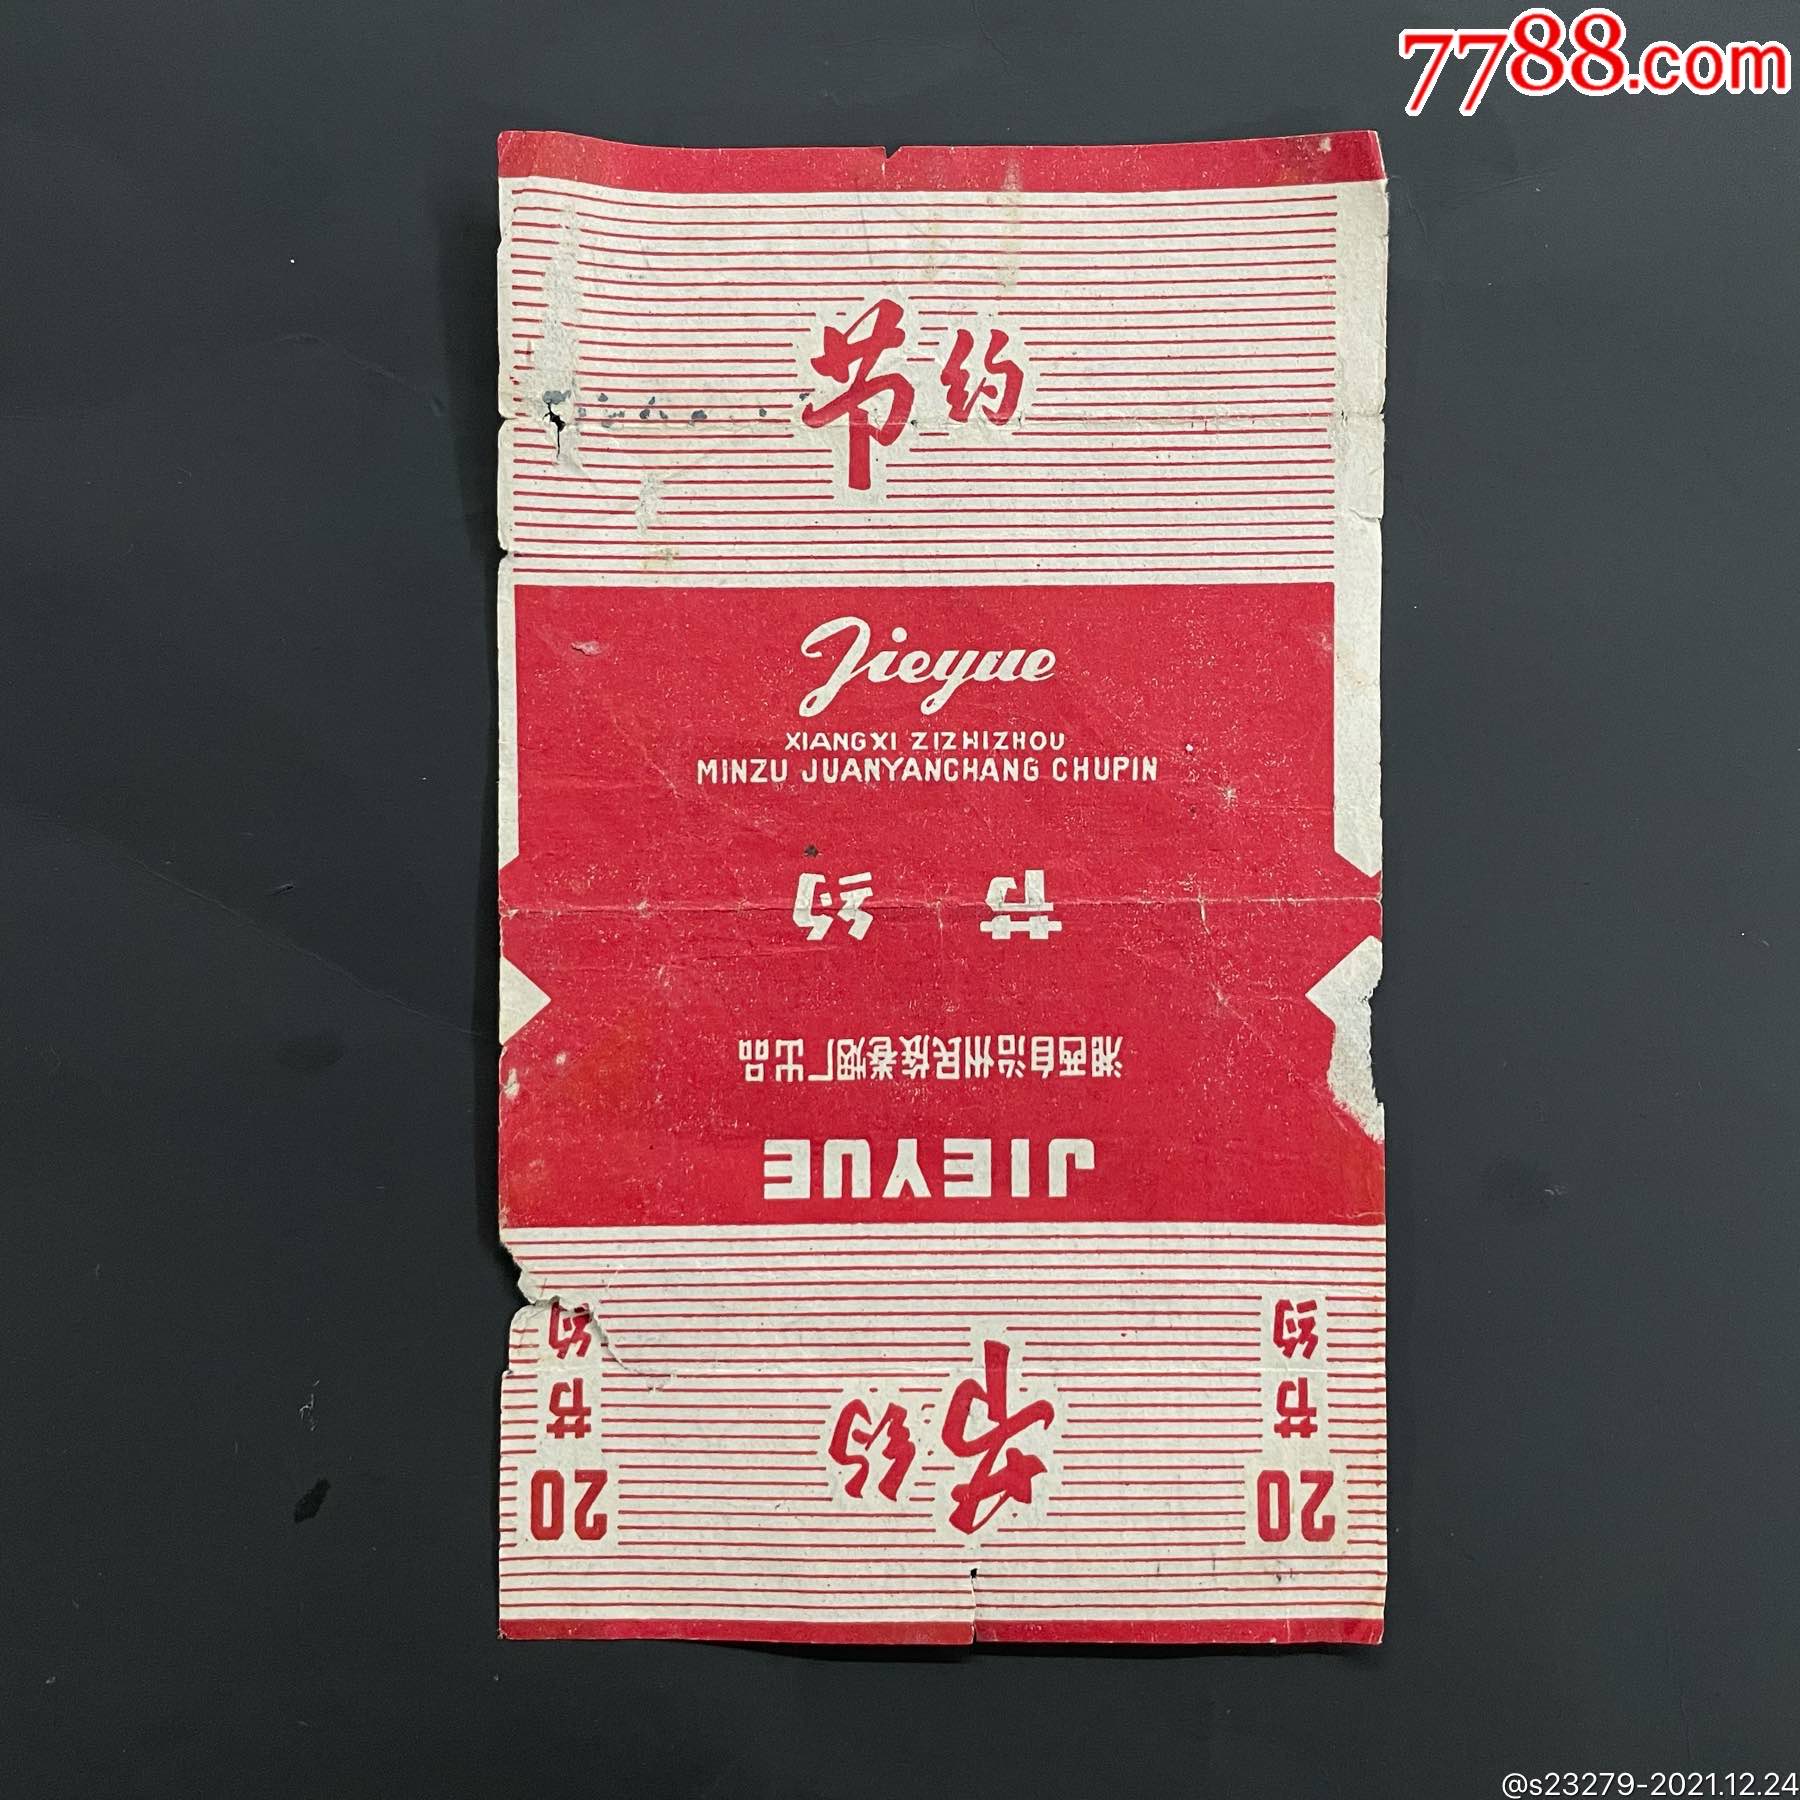 7788.com
节约
Jieyue
XIANGXI ZIZHIZHOU
MINZU JUANYANCHANG CHUPIN
节约
湘西自治州民族卷烟厂出品
JIEYUE
节约
20
节约
20
节约
@s23279-2021.12.24